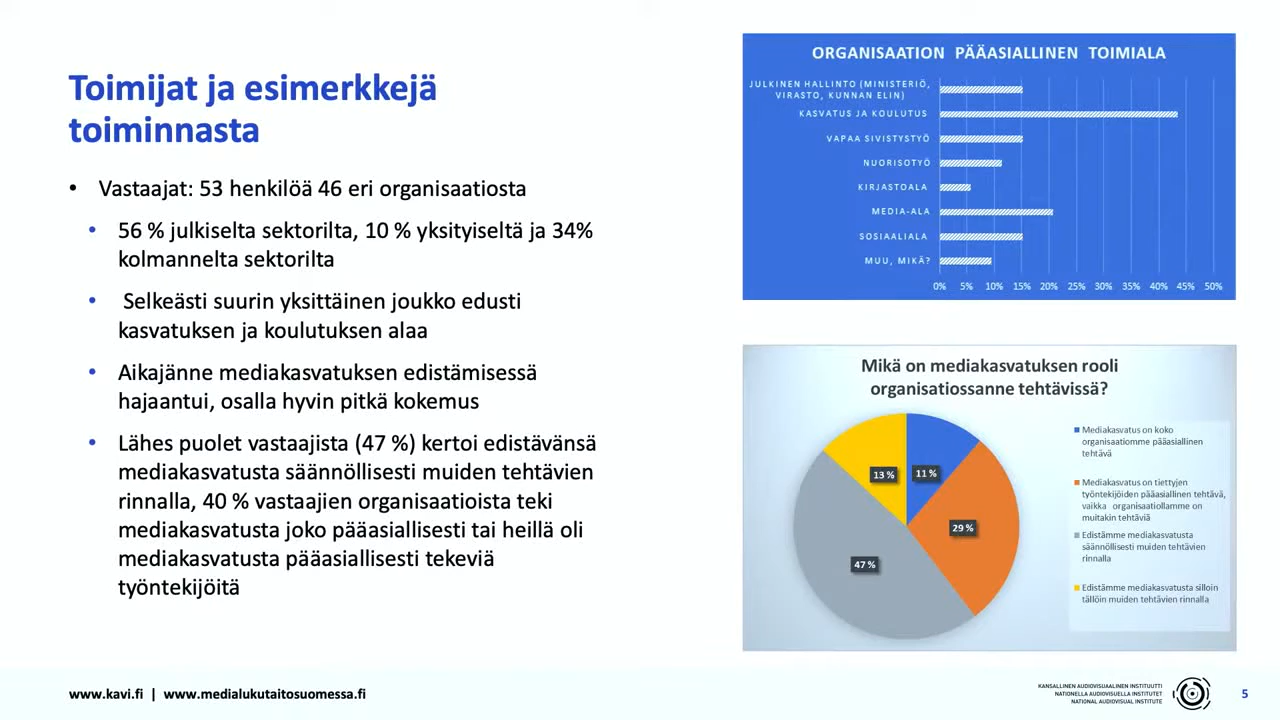 Toimijat ja esimerkkejä
toiminnasta
• Vastaajat: 53 henkilöä 46 eri organisaatiosta
• 56 % julkiselta sektorilta, 10 % yksityiseltä ja 34%
kolmannelta sektorilta
• Selkeästi suurin yksittäinen joukko edusti
kasvatuksen ja koulutuksen alaa
• Aikajänne mediakasvatuksen edistämisessä
hajaantui, osalla hyvin pitkä kokemus
• Lähes puolet vastaajista (47 %) kertoi edistävänsä
mediakasvatusta säännöllisesti muiden tehtävien
rinnalla, 40 % vastaajien organisaatioista teki
mediakasvatusta joko pääasiallisesti tai heillä oli
mediakasvatusta pääasiallisesti tekeviä
työntekijöitä
ORGANISAATION PÄÄASIALLINEN TOIMIALA
JULKINEN HALLINTO (MINISTERIÖ,
VIRASTO, KUNNAN ELIN)
KASVATUS JA KOULUTUS
VAPAA SIVISTYSTYÖ
NUORISOTYÖ
KIRJASTOALA
MEDIA-ALA
SOSIAALIALA
MUU, MIKÄ?
0% 5% 10% 15% 20% 25% 30% 35% 40% 45% 50%
Mikä on mediakasvatuksen rooli
organisatiossanne tehtävissä?
13 %
11 %
29 %
47 %
Mediakasvatus on koko
organisaatiomme pääasiallinen
tehtävä
Mediakasvatus on tiettyjen
työntekijöiden pääasiallinen tehtävä,
vaikka organisaatiollamme on
muitakin tehtäviä
Edistämme mediakasvatusta
säännöllisesti muiden tehtävien
rinnalla
Edistämme mediakasvatusta silloin
tällöin muiden tehtävien rinnalla
www.kavi.fi | www.medialukutaitosuomessa.fi
KANSALLINEN AUDIOVISUAALINEN INSTITUUTTI
NATIONELLA AUDIOVISUELLA INSTITUTET
NATIONAL AUDIOVISUAL INSTITUTE
5